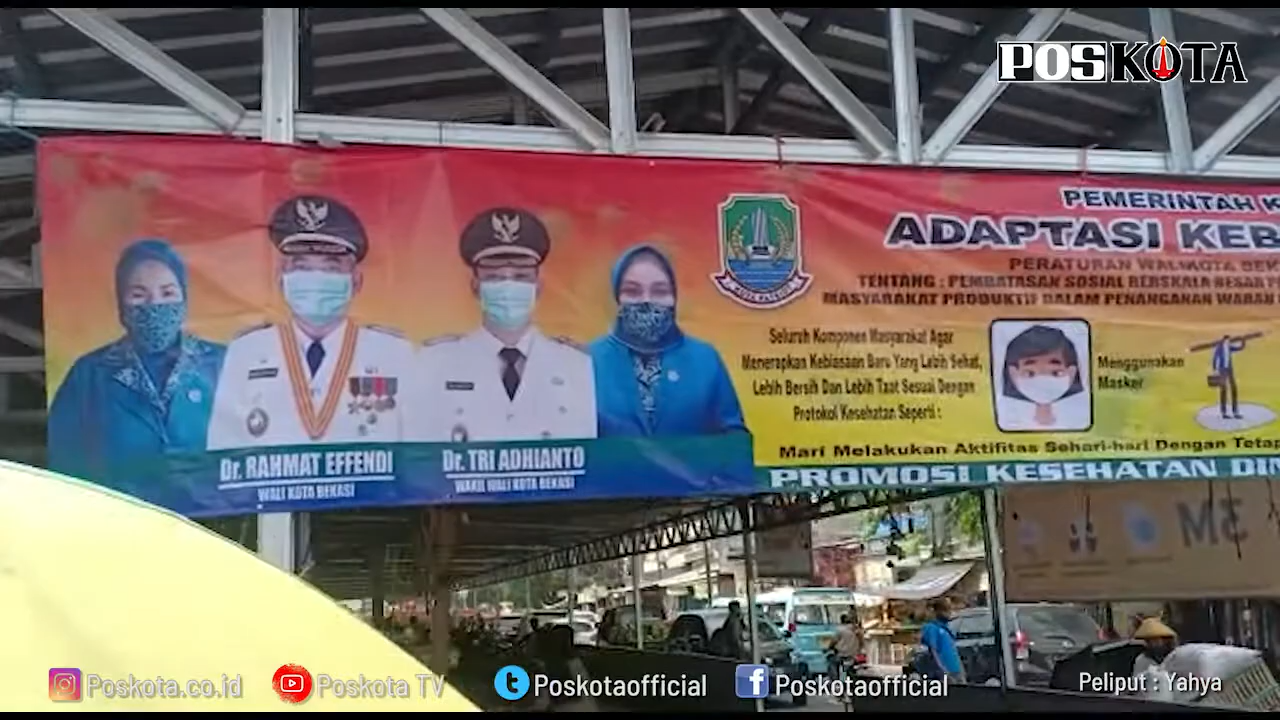 POSKOTA
PEMERINTAH K
ADAPTASI KEB
PERATURAN WALIKOTA BEK
TENTANG : PEMBATASAN SOSIAL BERSKALA BESAR P
MASYARAKAT PRODUKTIF DALAM PENANGANAN WABAH
Seluruh Komponen Masyarakat Agar
Menerapkan Kebiasaan Baru Yang Lebih Sehat,
Lebih Bersih Dan Lebih Taat Sesuai Dengan
Protokol Kesehatan Seperti :
Menggunakan
Masker
Mari Melakukan Aktifitas Sehari-hari Dengan Tetap
PROMOSI KESEHATAN DIN
Dr. RAHMAT EFFENDI
WALI KOTA BEKASI
Dr. TRI ADHIANTO
WAKIL WALI KOTA BEKASI
3M
Poskota.co.id
Poskota TV
Poskotaofficial
Poskotaofficial
Peliput : Yahya